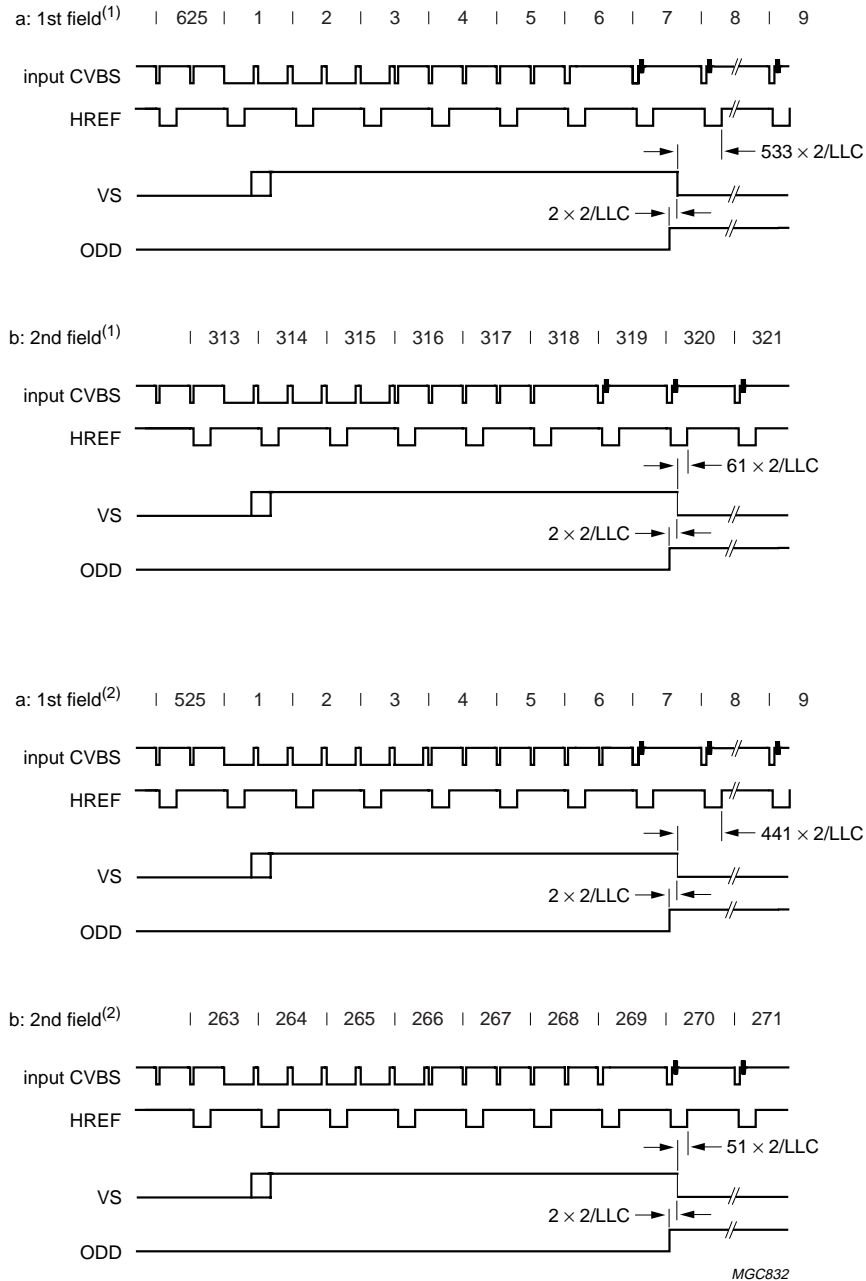 a: 1st field(1) 625 1 2 3 4 5 6 7 8 9
input CVBS
HREF
533 × 2/LLC
VS
2 × 2/LLC
ODD
b: 2nd field(1) 313 314 315 316 317 318 319 320 321
input CVBS
HREF
61 × 2/LLC
VS
2 × 2/LLC
ODD
a: 1st field(2) 525 1 2 3 4 5 6 7 8 9
input CVBS
HREF
441 × 2/LLC
VS
2 × 2/LLC
ODD
b: 2nd field(2) 263 264 265 266 267 268 269 270 271
input CVBS
HREF
51 × 2/LLC
VS
2 × 2/LLC
ODD
MGC832